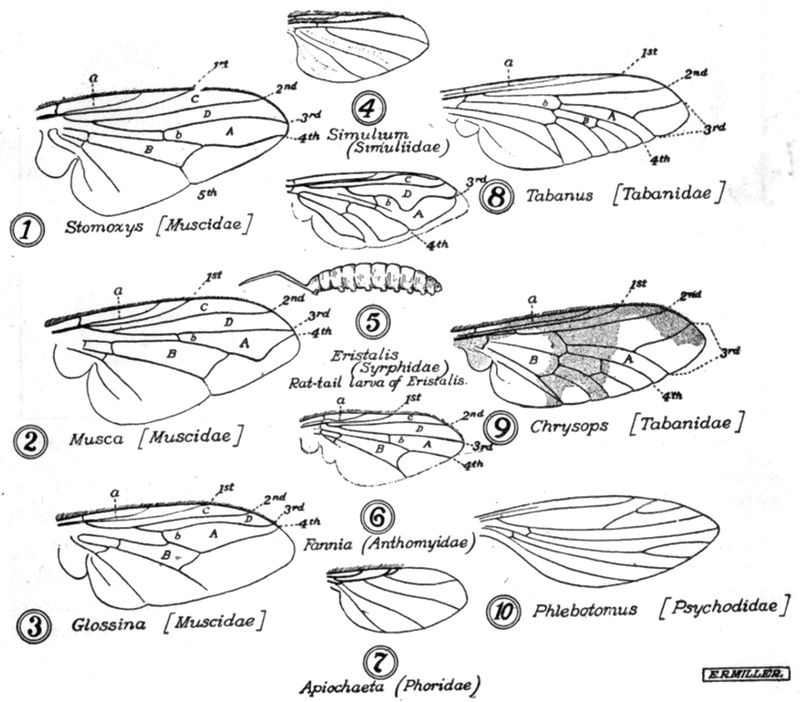 a
1st
C
2nd
D
3rd
b
A
4th
B
5th
1 Stomoxys [Muscidae]
4
Simulium
(Simuliidae)
a
1st
2nd
b
A
B
3rd
4th
8 Tabanus [Tabanidae]
C
D
3rd
b
A
4th
5
Eristalis
(Syrphidae)
Rat-tail larva of Eristalis.
a
1st
C
2nd
D
3rd
b
4th
A
B
2 Musca [Muscidae]
a
1st
2nd
B
A
3rd
4th
9 Chrysops [Tabanidae]
a
1st
C
2nd
D
b
A
3rd
B
4th
6
Fannia (Anthomyidae)
a
1st
C
2nd
D
3rd
4th
b
A
B
3 Glossina [Muscidae]
7
Apiochaeta (Phoridae)
10 Phlebotomus [Psychodidae]
E.R.MILLER.